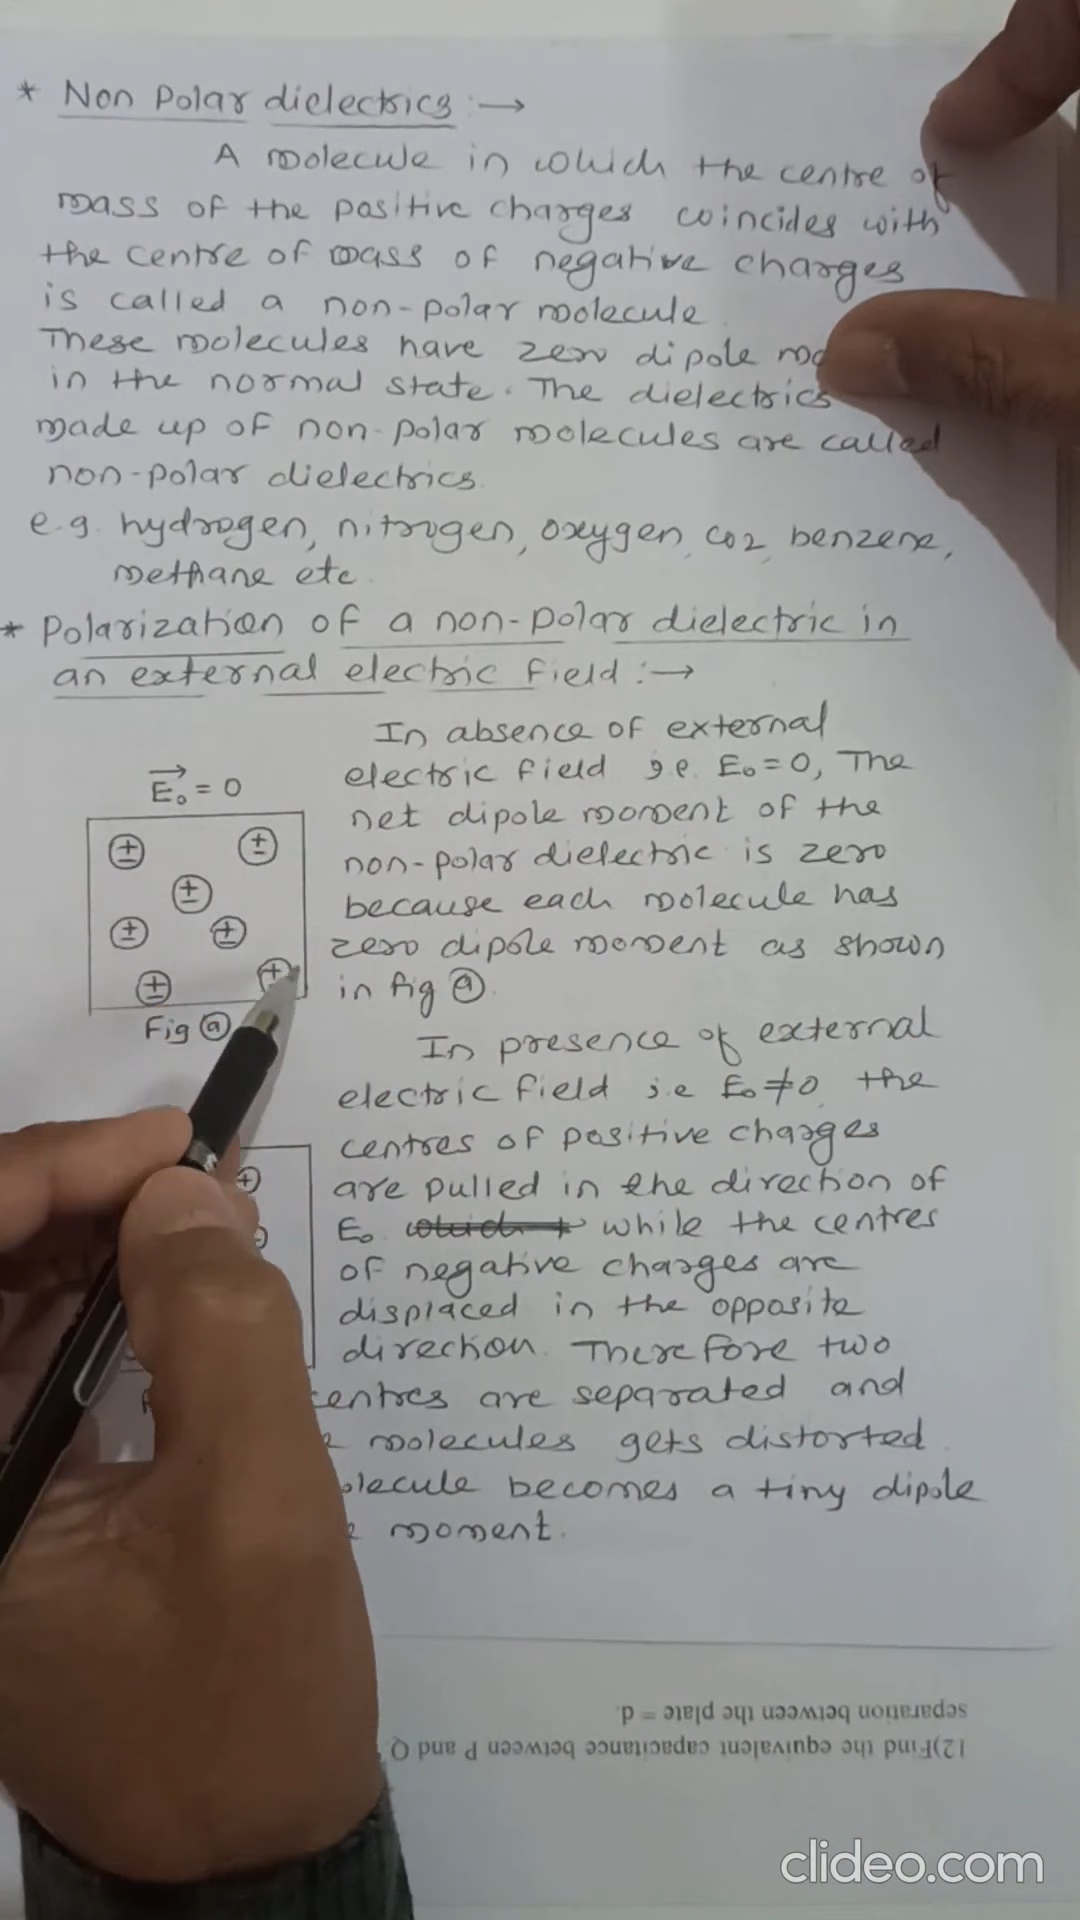 * Non Polar dielectrics :→
A molecule in which the centre of
mass of the positive charges coincides with
the centre of mass of negative charges
is called a non-polar molecule.
These molecules have zero dipole mo
in the normal state. The dielectrics
made up of non-polar molecules are called
non-polar dielectrics.
e.g. hydrogen, nitrogen, oxygen, CO2, benzene,
methane etc.
* Polarization of a non-polar dielectric in
an external electric field :→
In absence of external
electric field i.e. E₀ = 0, The
net dipole moment of the
non-polar dielectric is zero
because each molecule has
zero dipole moment as shown
in fig ⓐ.
E₀ = 0
± ±
±
± ±
± ±
Fig ⓐ
In presence of external
electric field i.e E₀ ≠ 0, the
centres of positive charges
are pulled in the direction of
E₀ while the centres
of negative charges are
displaced in the opposite
direction. Therefore two
centres are separated and
molecules gets distorted.
olecule becomes a tiny dipole
moment.
separation between the plate = d.
12)Find the equivalent capacitance between P and Q
clideo.com